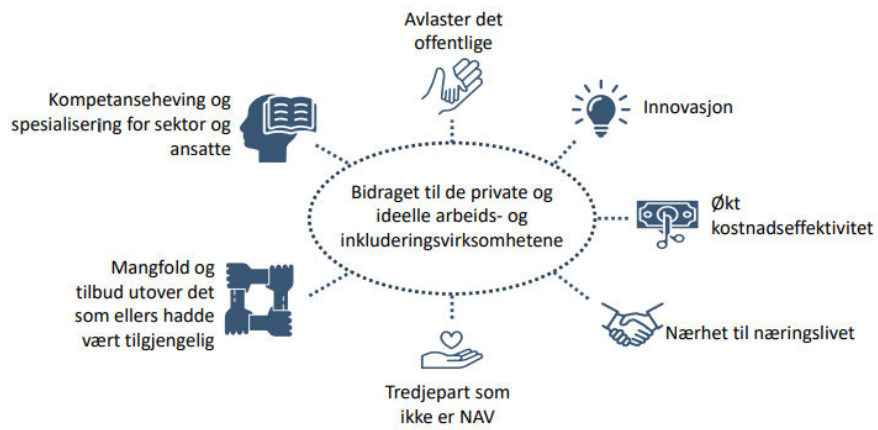 Avlaster det
offentlige
Innovasjon
Økt
kostnadseffektivitet
Nærhet til næringslivet
Tredjepart som
ikke er NAV
Mangfold og
tilbud utover det
som ellers hadde
vært tilgjengelig
Kompetanseheving og
spesialisering for sektor og
ansatte
Bidraget til de private og
ideelle arbeids- og
inkluderingsvirksomhetene